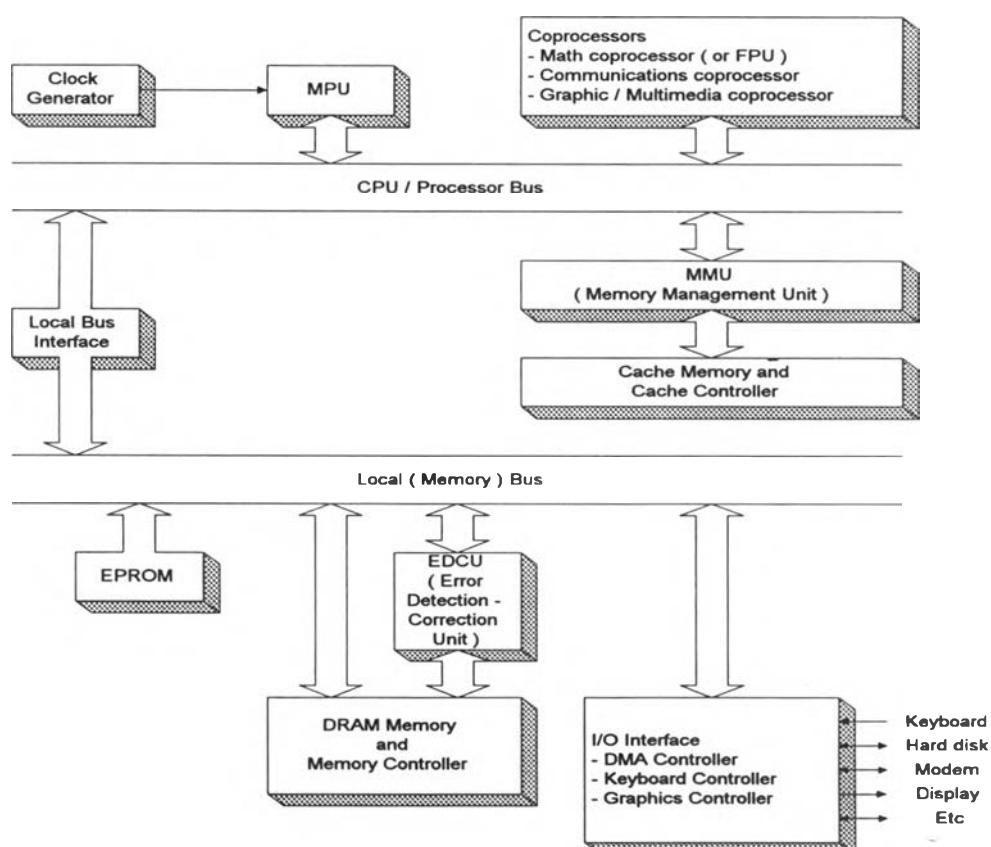 Clock
Generator
MPU
Coprocessors
- Math coprocessor ( or FPU )
- Communications coprocessor
- Graphic / Multimedia coprocessor
CPU / Processor Bus
Local Bus
Interface
MMU
( Memory Management Unit )
Cache Memory and
Cache Controller
Local ( Memory ) Bus
EPROM
EDCU
( Error
Detection -
Correction
Unit )
DRAM Memory
and
Memory Controller
I/O Interface
- DMA Controller
- Keyboard Controller
- Graphics Controller
Keyboard
Hard disk
Modem
Display
Etc